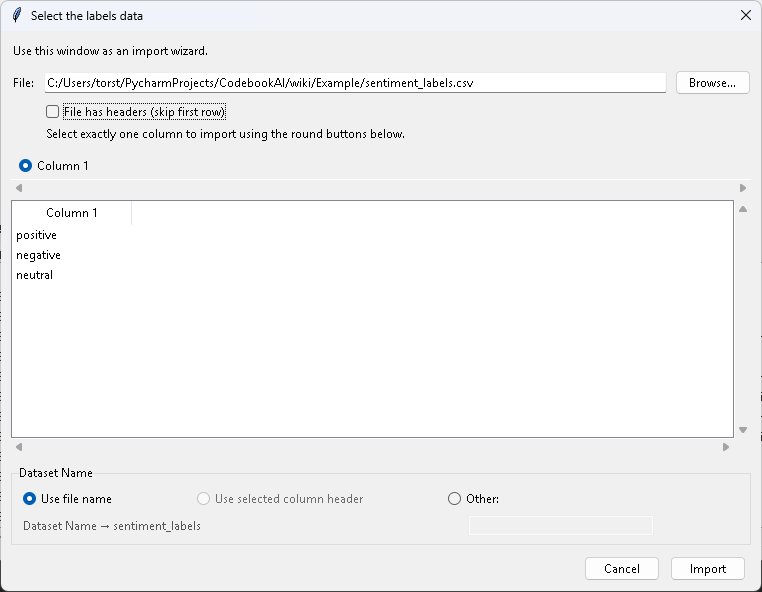 Select the labels data
Use this window as an import wizard.
File: C:/Users/torst/PycharmProjects/CodebookAI/wiki/Example/sentiment_labels.csv Browse...
File has headers (skip first row)
Select exactly one column to import using the round buttons below.
Column 1
Column 1
positive
negative
neutral
Dataset Name
Use file name Use selected column header Other:
Dataset Name → sentiment_labels
Cancel Import